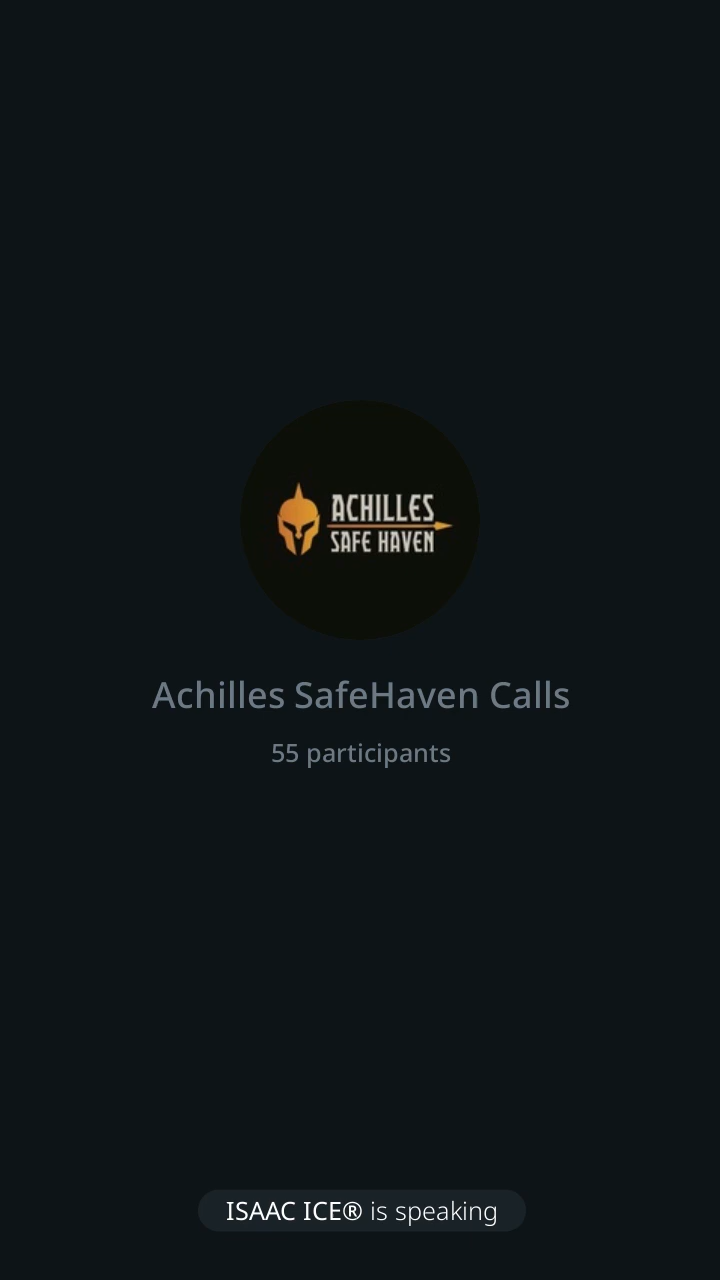 ACHILLES
SAFE HAVEN
Achilles SafeHaven Calls
55 participants
ISAAC ICE® is speaking